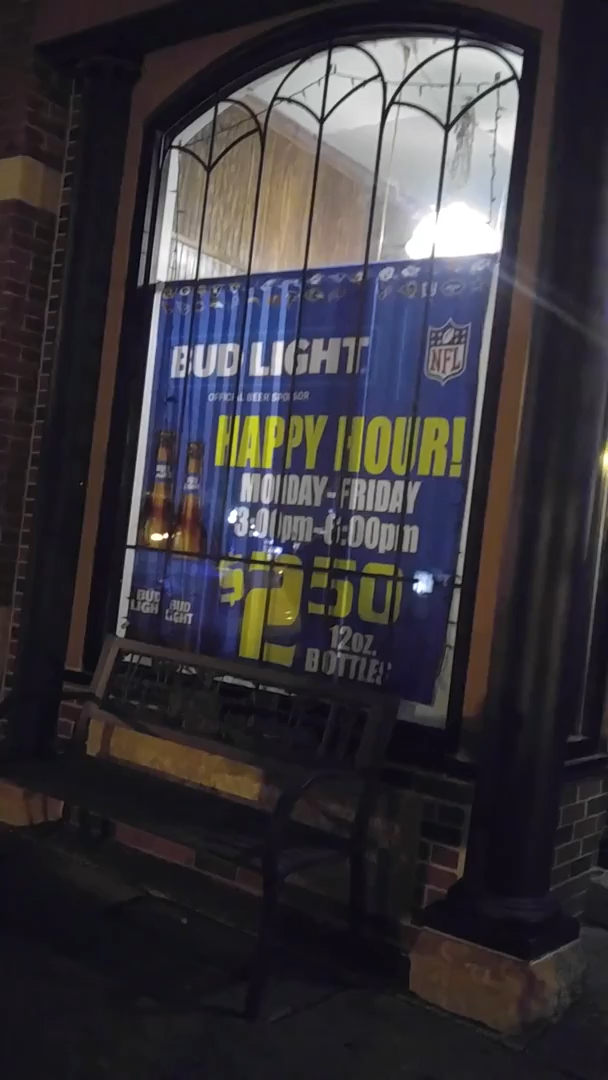 BUD LIGHT
NFL
OFFICIAL BEER SPONSOR
HAPPY HOUR!
MONDAY-FRIDAY
3:00pm-6:00pm
$2 50
12oz.
BOTTLES
BUD LIGHT
BUD LIGHT